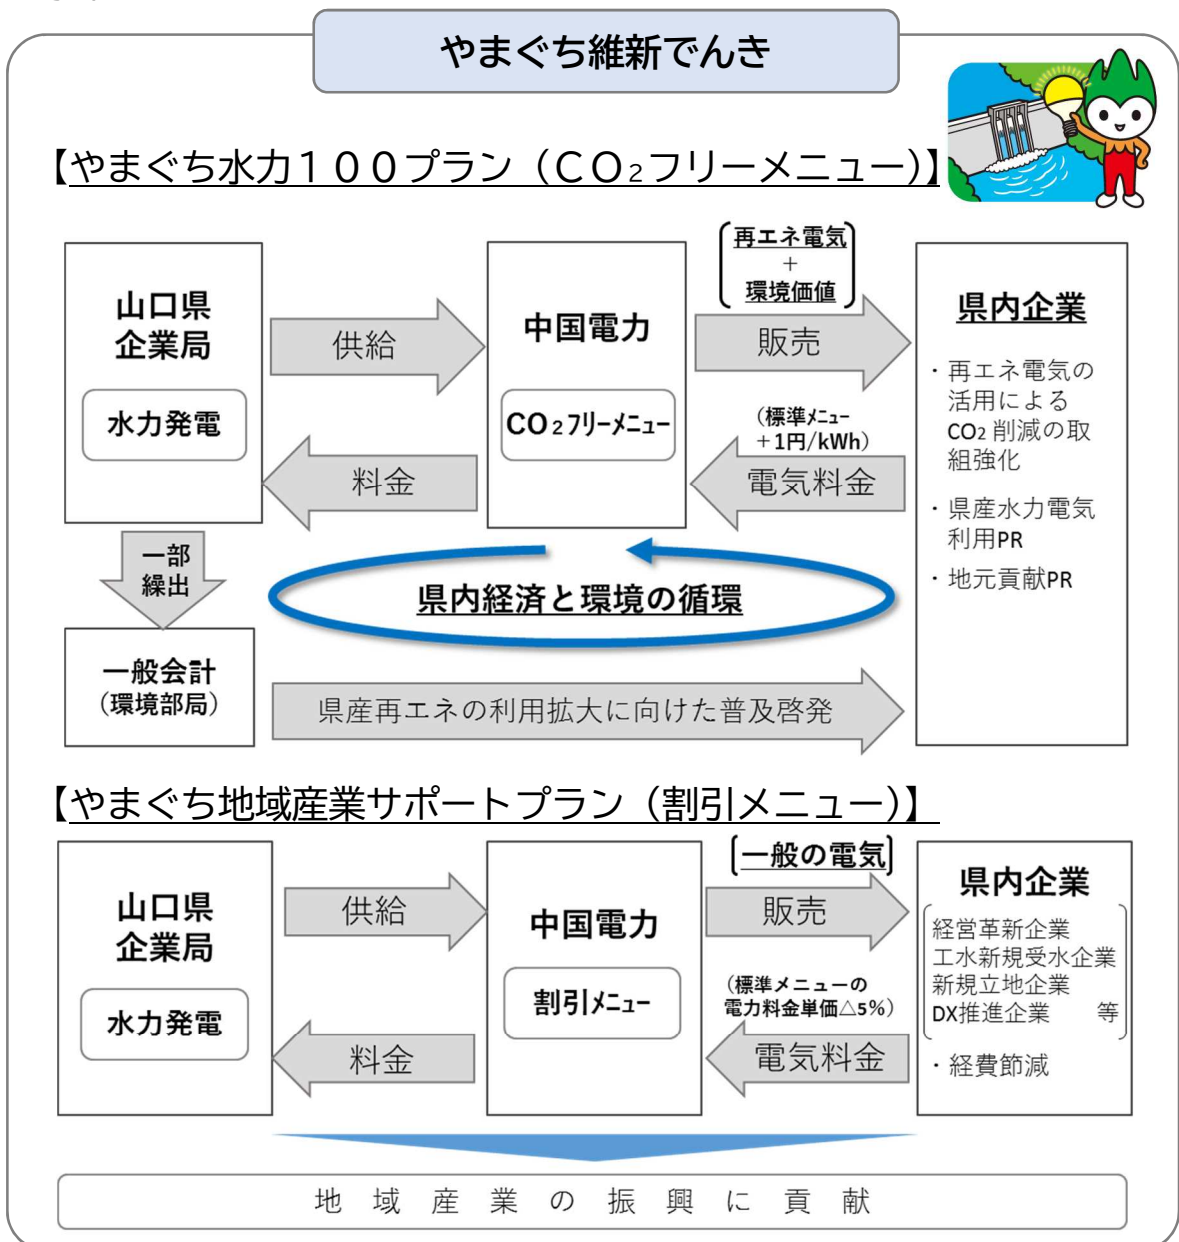 やまぐち維新でんき
【やまぐち水力１００プラン（ＣＯ₂フリーメニュー）】
山口県
企業局
水力発電
供給
料金
中国電力
CO₂フリーメニュー
再エネ電気
+
環境価値
販売
(標準メニュー
+1円/kWh)
電気料金
県内企業
・再エネ電気の
活用による
CO₂ 削減の取
組強化
・県産水力電気
利用PR
・地元貢献PR
一部
繰出
県内経済と環境の循環
一般会計
(環境部局)
県産再エネの利用拡大に向けた普及啓発
【やまぐち地域産業サポートプラン（割引メニュー）】
山口県
企業局
水力発電
供給
料金
中国電力
割引メニュー
[一般の電気]
販売
(標準メニューの
電力料金単価△5%)
電気料金
県内企業
経営革新企業
工水新規受水企業
新規立地企業
DX推進企業　等
・経費節減
地域産業の振興に貢献